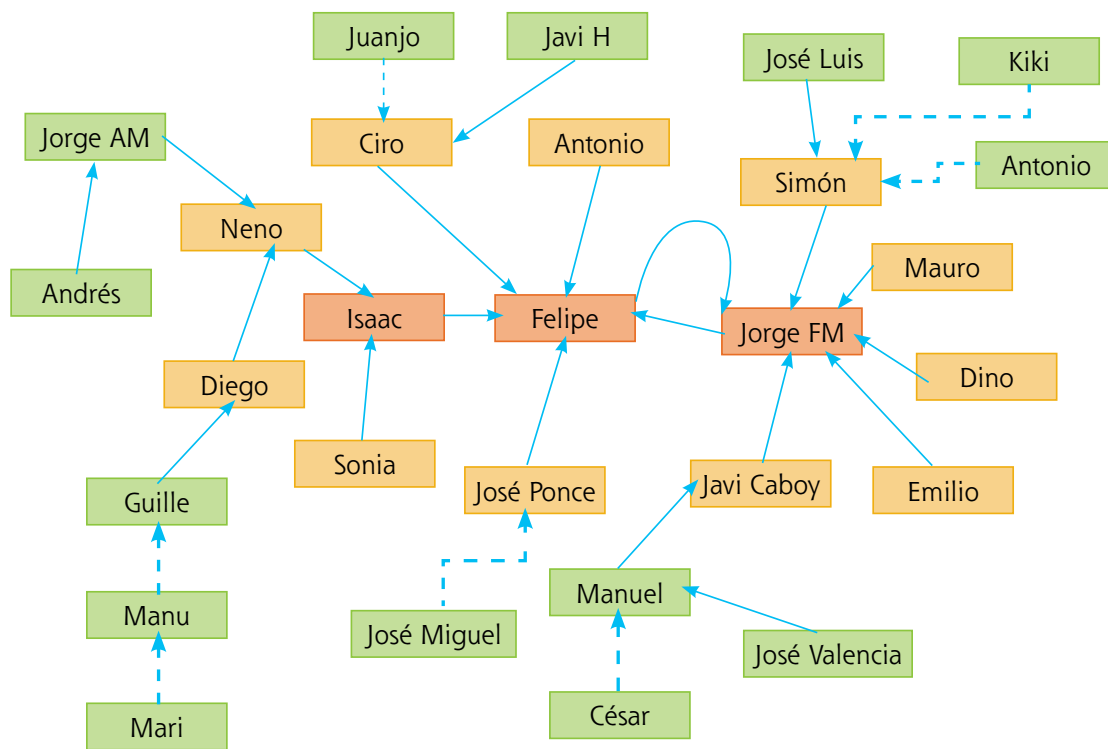 Juanjo
Javi H
José Luis
Kiki
Jorge AM
Ciro
Antonio
Simón
Antonio
Neno
Mauro
Andrés
Isaac
Felipe
Jorge FM
Diego
Dino
Sonia
José Ponce
Javi Caboy
Emilio
Guille
Manuel
Manu
José Miguel
José Valencia
Mari
César